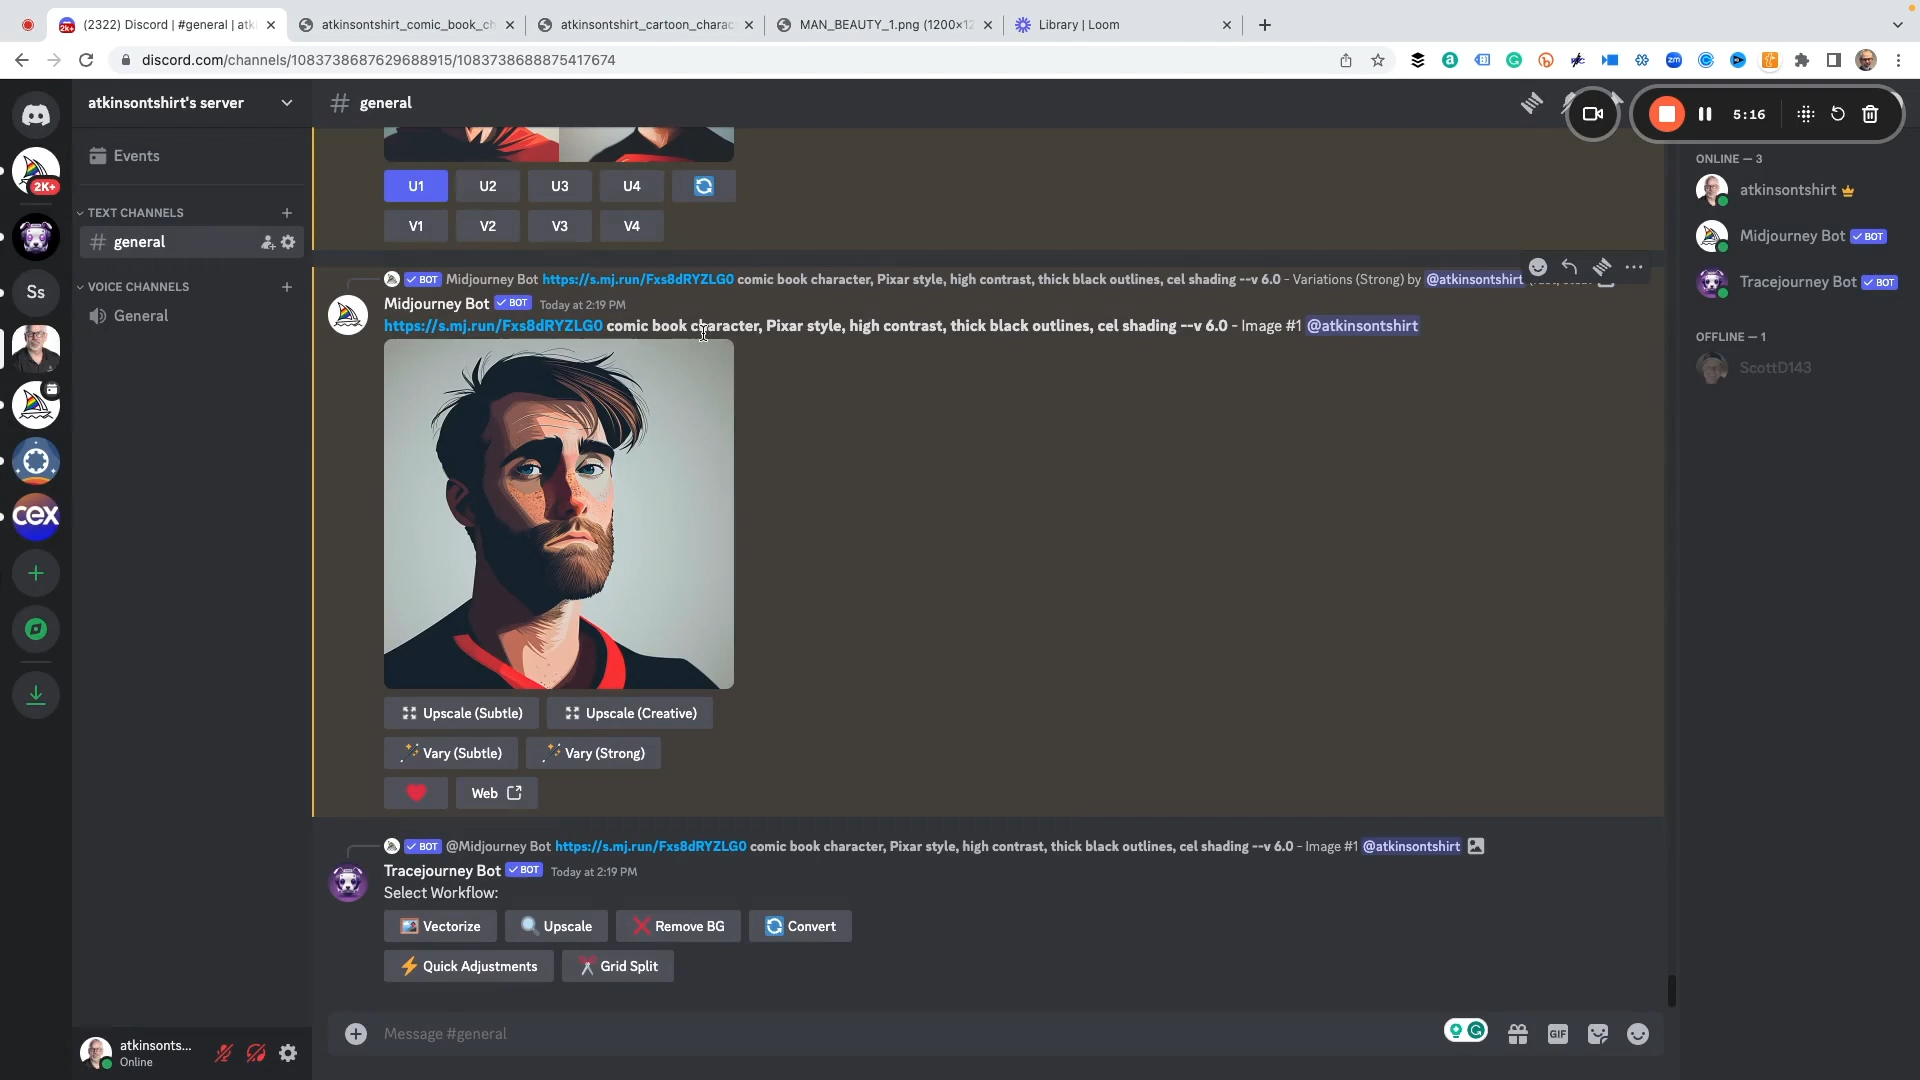 (2322) Discord | #general | atk
atkinsontshirt_comic_book_ch
atkinsontshirt_cartoon_charac
MAN_BEAUTY_1.png (1200×12
Library | Loom
discord.com/channels/1083738687629688915/1083738688875417674
atkinsontshirt's server
general
5:16
Events
TEXT CHANNELS
general
VOICE CHANNELS
General
2K+
Ss
cex
U1
U2
U3
U4
V1
V2
V3
V4
BOT Midjourney Bot https://s.mj.run/Fxs8dRYZLG0 comic book character, Pixar style, high contrast, thick black outlines, cel shading --v 6.0 - Variations (Strong) by @atkinsontshirt
Midjourney Bot BOT Today at 2:19 PM
https://s.mj.run/Fxs8dRYZLG0 comic book character, Pixar style, high contrast, thick black outlines, cel shading --v 6.0 - Image #1 @atkinsontshirt
Upscale (Subtle)
Upscale (Creative)
Vary (Subtle)
Vary (Strong)
Web
BOT @Midjourney Bot https://s.mj.run/Fxs8dRYZLG0 comic book character, Pixar style, high contrast, thick black outlines, cel shading --v 6.0 - Image #1 @atkinsontshirt
Tracejourney Bot BOT Today at 2:19 PM
Select Workflow:
Vectorize
Upscale
Remove BG
Convert
Quick Adjustments
Grid Split
Message #general
GIF
atkinsonts...
Online
ONLINE — 3
atkinsontshirt
Midjourney Bot BOT
Tracejourney Bot BOT
OFFLINE — 1
ScottD143